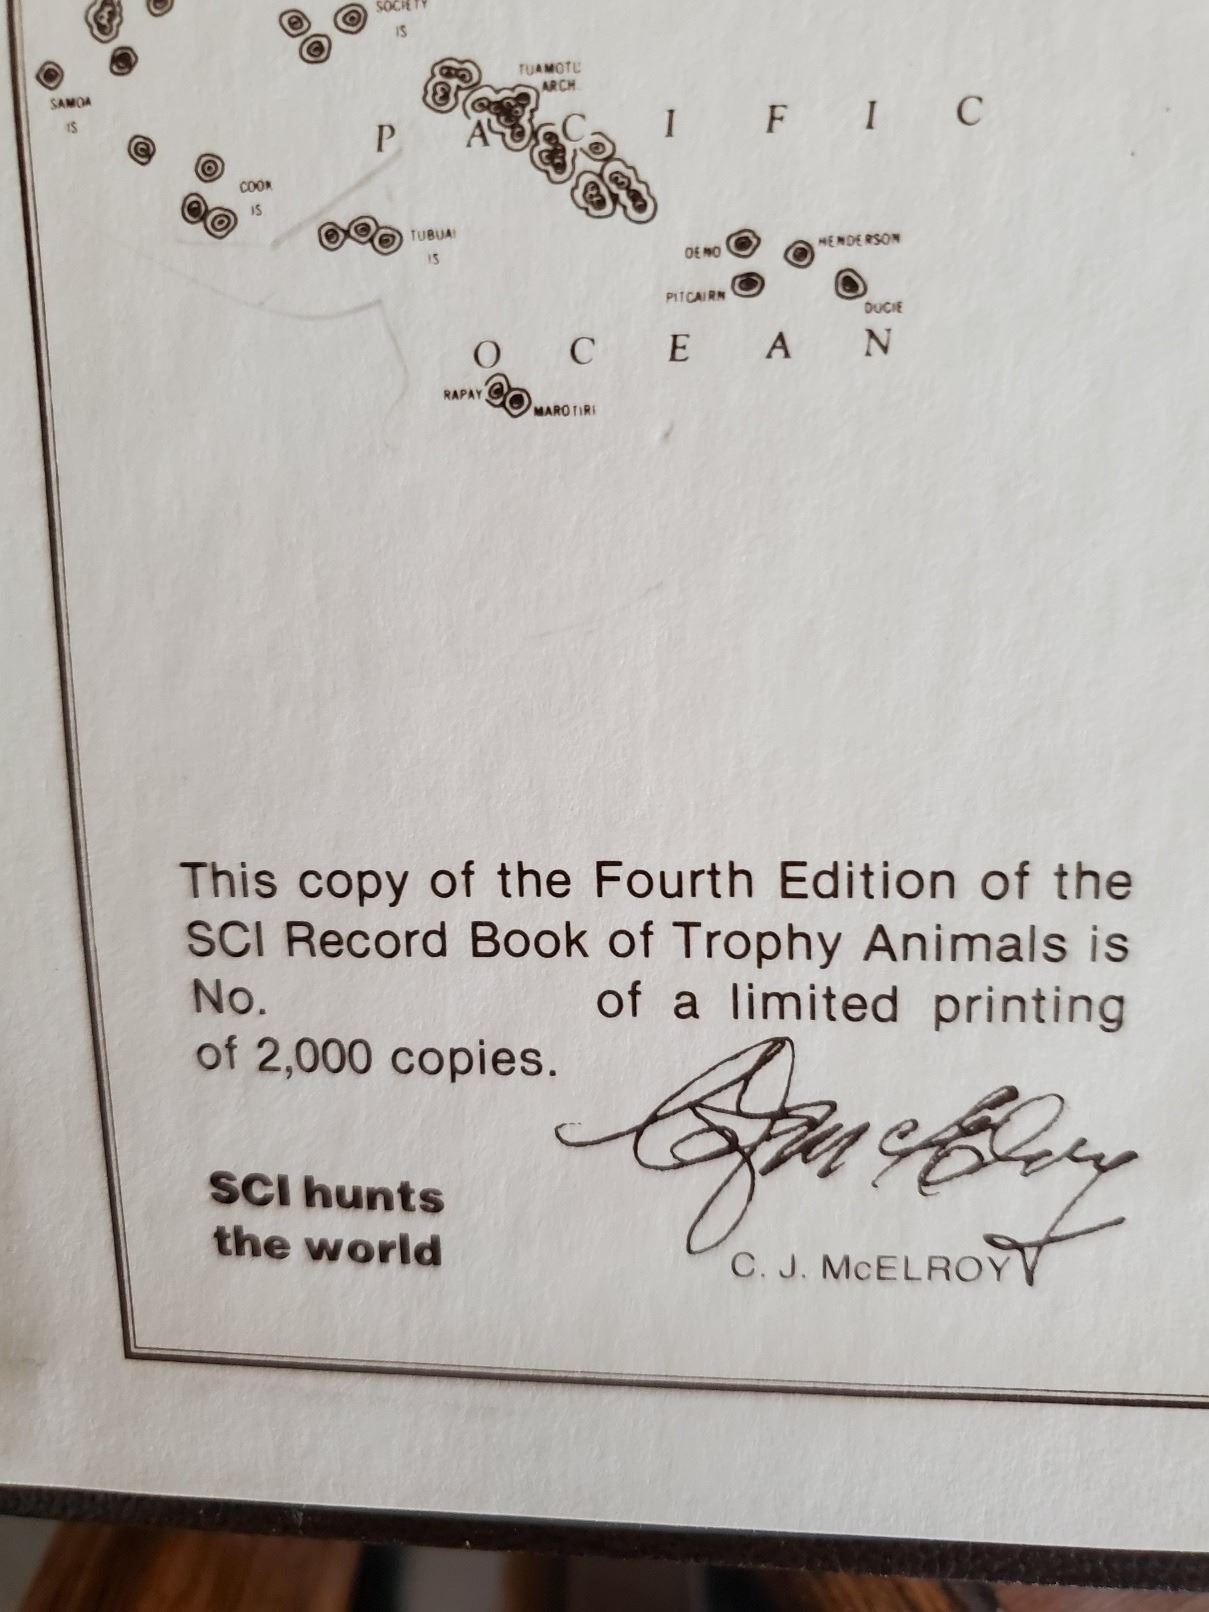 SOCIETY
IS
TUAMOTU
ARCH.
SAMOA
IS
P A C I F I C
COOK
IS
TUBUAI
IS
OENO
HENDERSON
PITCAIRN
DUCIE
O C E A N
RAPAY
MAROTIRI
This copy of the Fourth Edition of the
SCI Record Book of Trophy Animals is
No. of a limited printing
of 2,000 copies.
CJ McElroy
SCI hunts
the world
C. J. McELROY